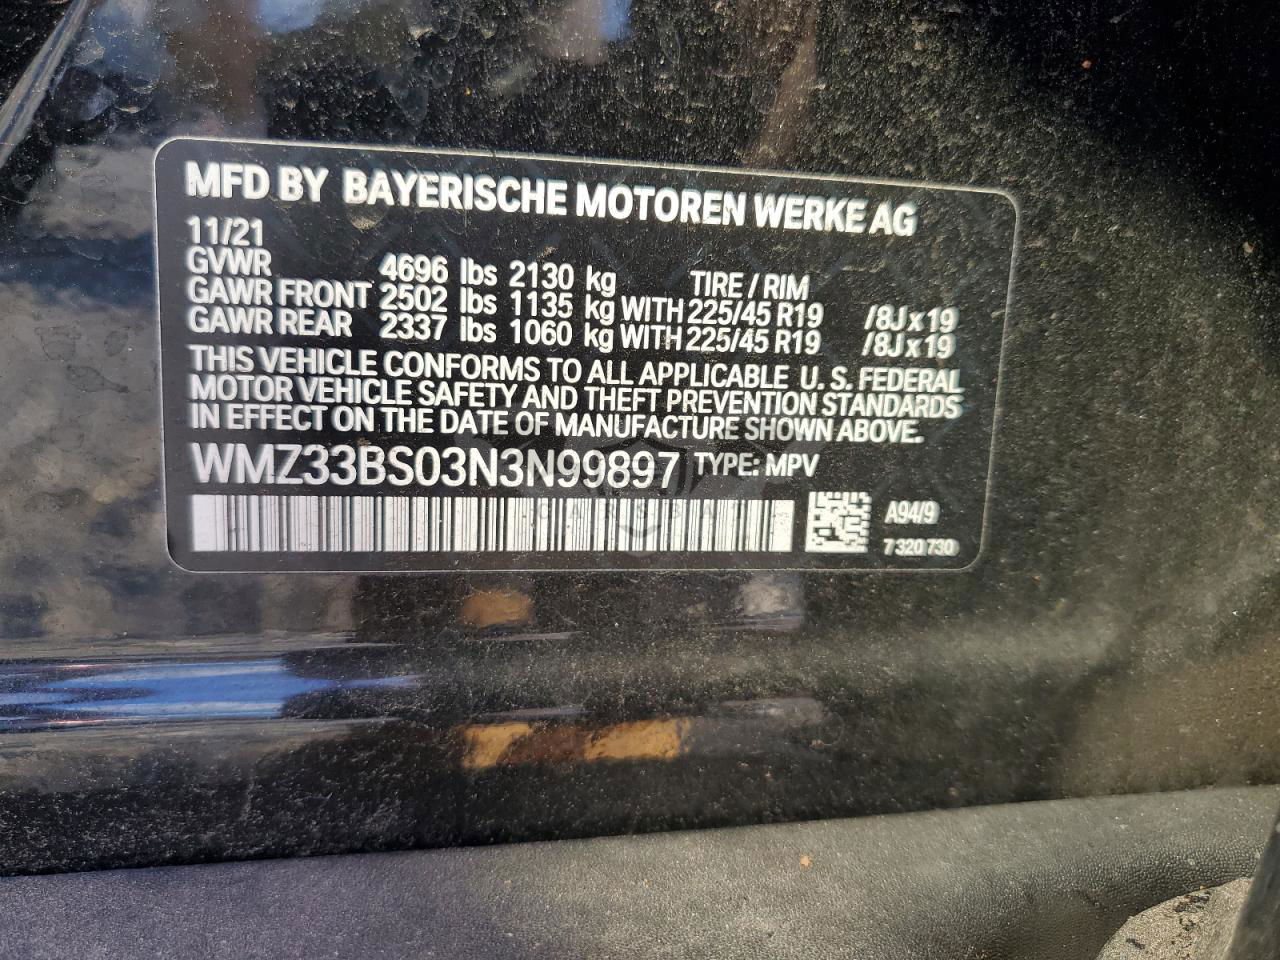 MFD BY BAYERISCHE MOTOREN WERKE AG
11/21
GVWR 4696 lbs 2130 kg TIRE / RIM
GAWR FRONT 2502 lbs 1135 kg WITH 225/45 R19 /8J x 19
GAWR REAR 2337 lbs 1060 kg WITH 225/45 R19 /8J x 19
THIS VEHICLE CONFORMS TO ALL APPLICABLE U. S. FEDERAL
MOTOR VEHICLE SAFETY AND THEFT PREVENTION STANDARDS
IN EFFECT ON THE DATE OF MANUFACTURE SHOWN ABOVE.
WMZ33BS03N3N99897 TYPE: MPV
A94/9
7 320 730